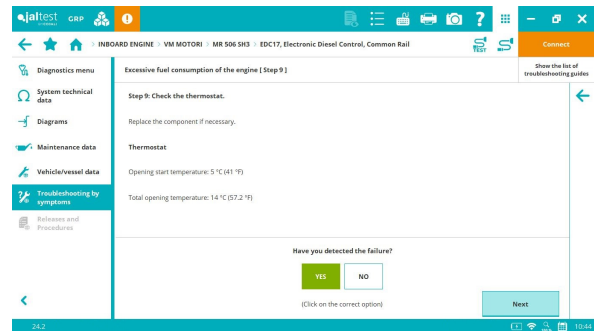 jaltest GRP
?
INBOARD ENGINE > VM MOTORI > MR 506 SH3 > EDC17, Electronic Diesel Control, Common Rail
TEST
Connect
Diagnostics menu
System technical
data
Diagrams
Maintenance data
Vehicle/vessel data
Troubleshooting by
symptoms
Releases and
Procedures
Excessive fuel consumption of the engine [ Step 9 ]
Show the list of
troubleshooting guides
Step 9: Check the thermostat.
Replace the component if necessary.
Thermostat
Opening start temperature: 5 °C (41 °F)
Total opening temperature: 14 °C (57.2 °F)
Have you detected the failure?
YES
NO
(Click on the correct option)
Next
24.2
10:44